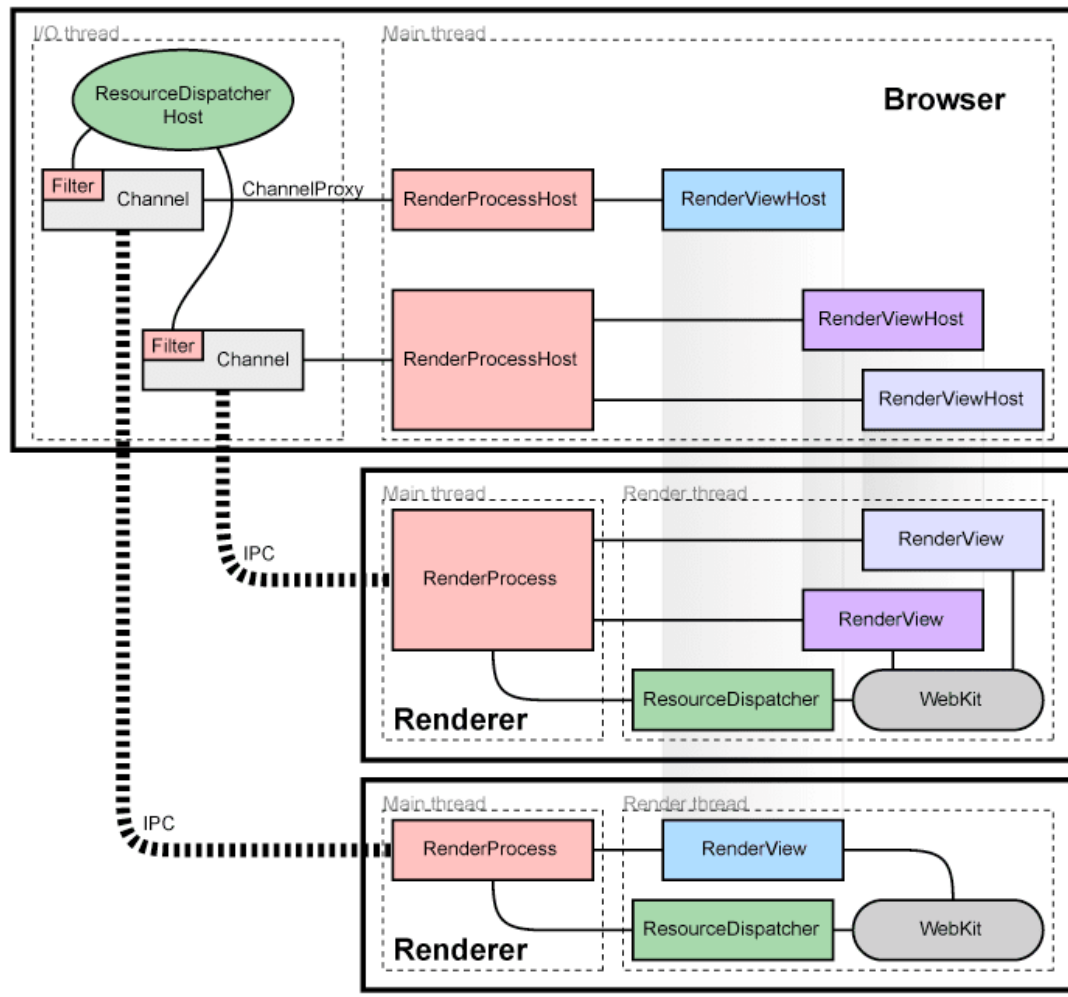 I/O thread
Main thread
ResourceDispatcher
Host
Browser
Filter
Channel
ChannelProxy
RenderProcessHost
RenderViewHost
Filter
Channel
RenderProcessHost
RenderViewHost
RenderViewHost
Main thread
Render thread
IPC
RenderProcess
RenderView
RenderView
ResourceDispatcher
WebKit
Renderer
Main thread
Render thread
IPC
RenderProcess
RenderView
ResourceDispatcher
WebKit
Renderer